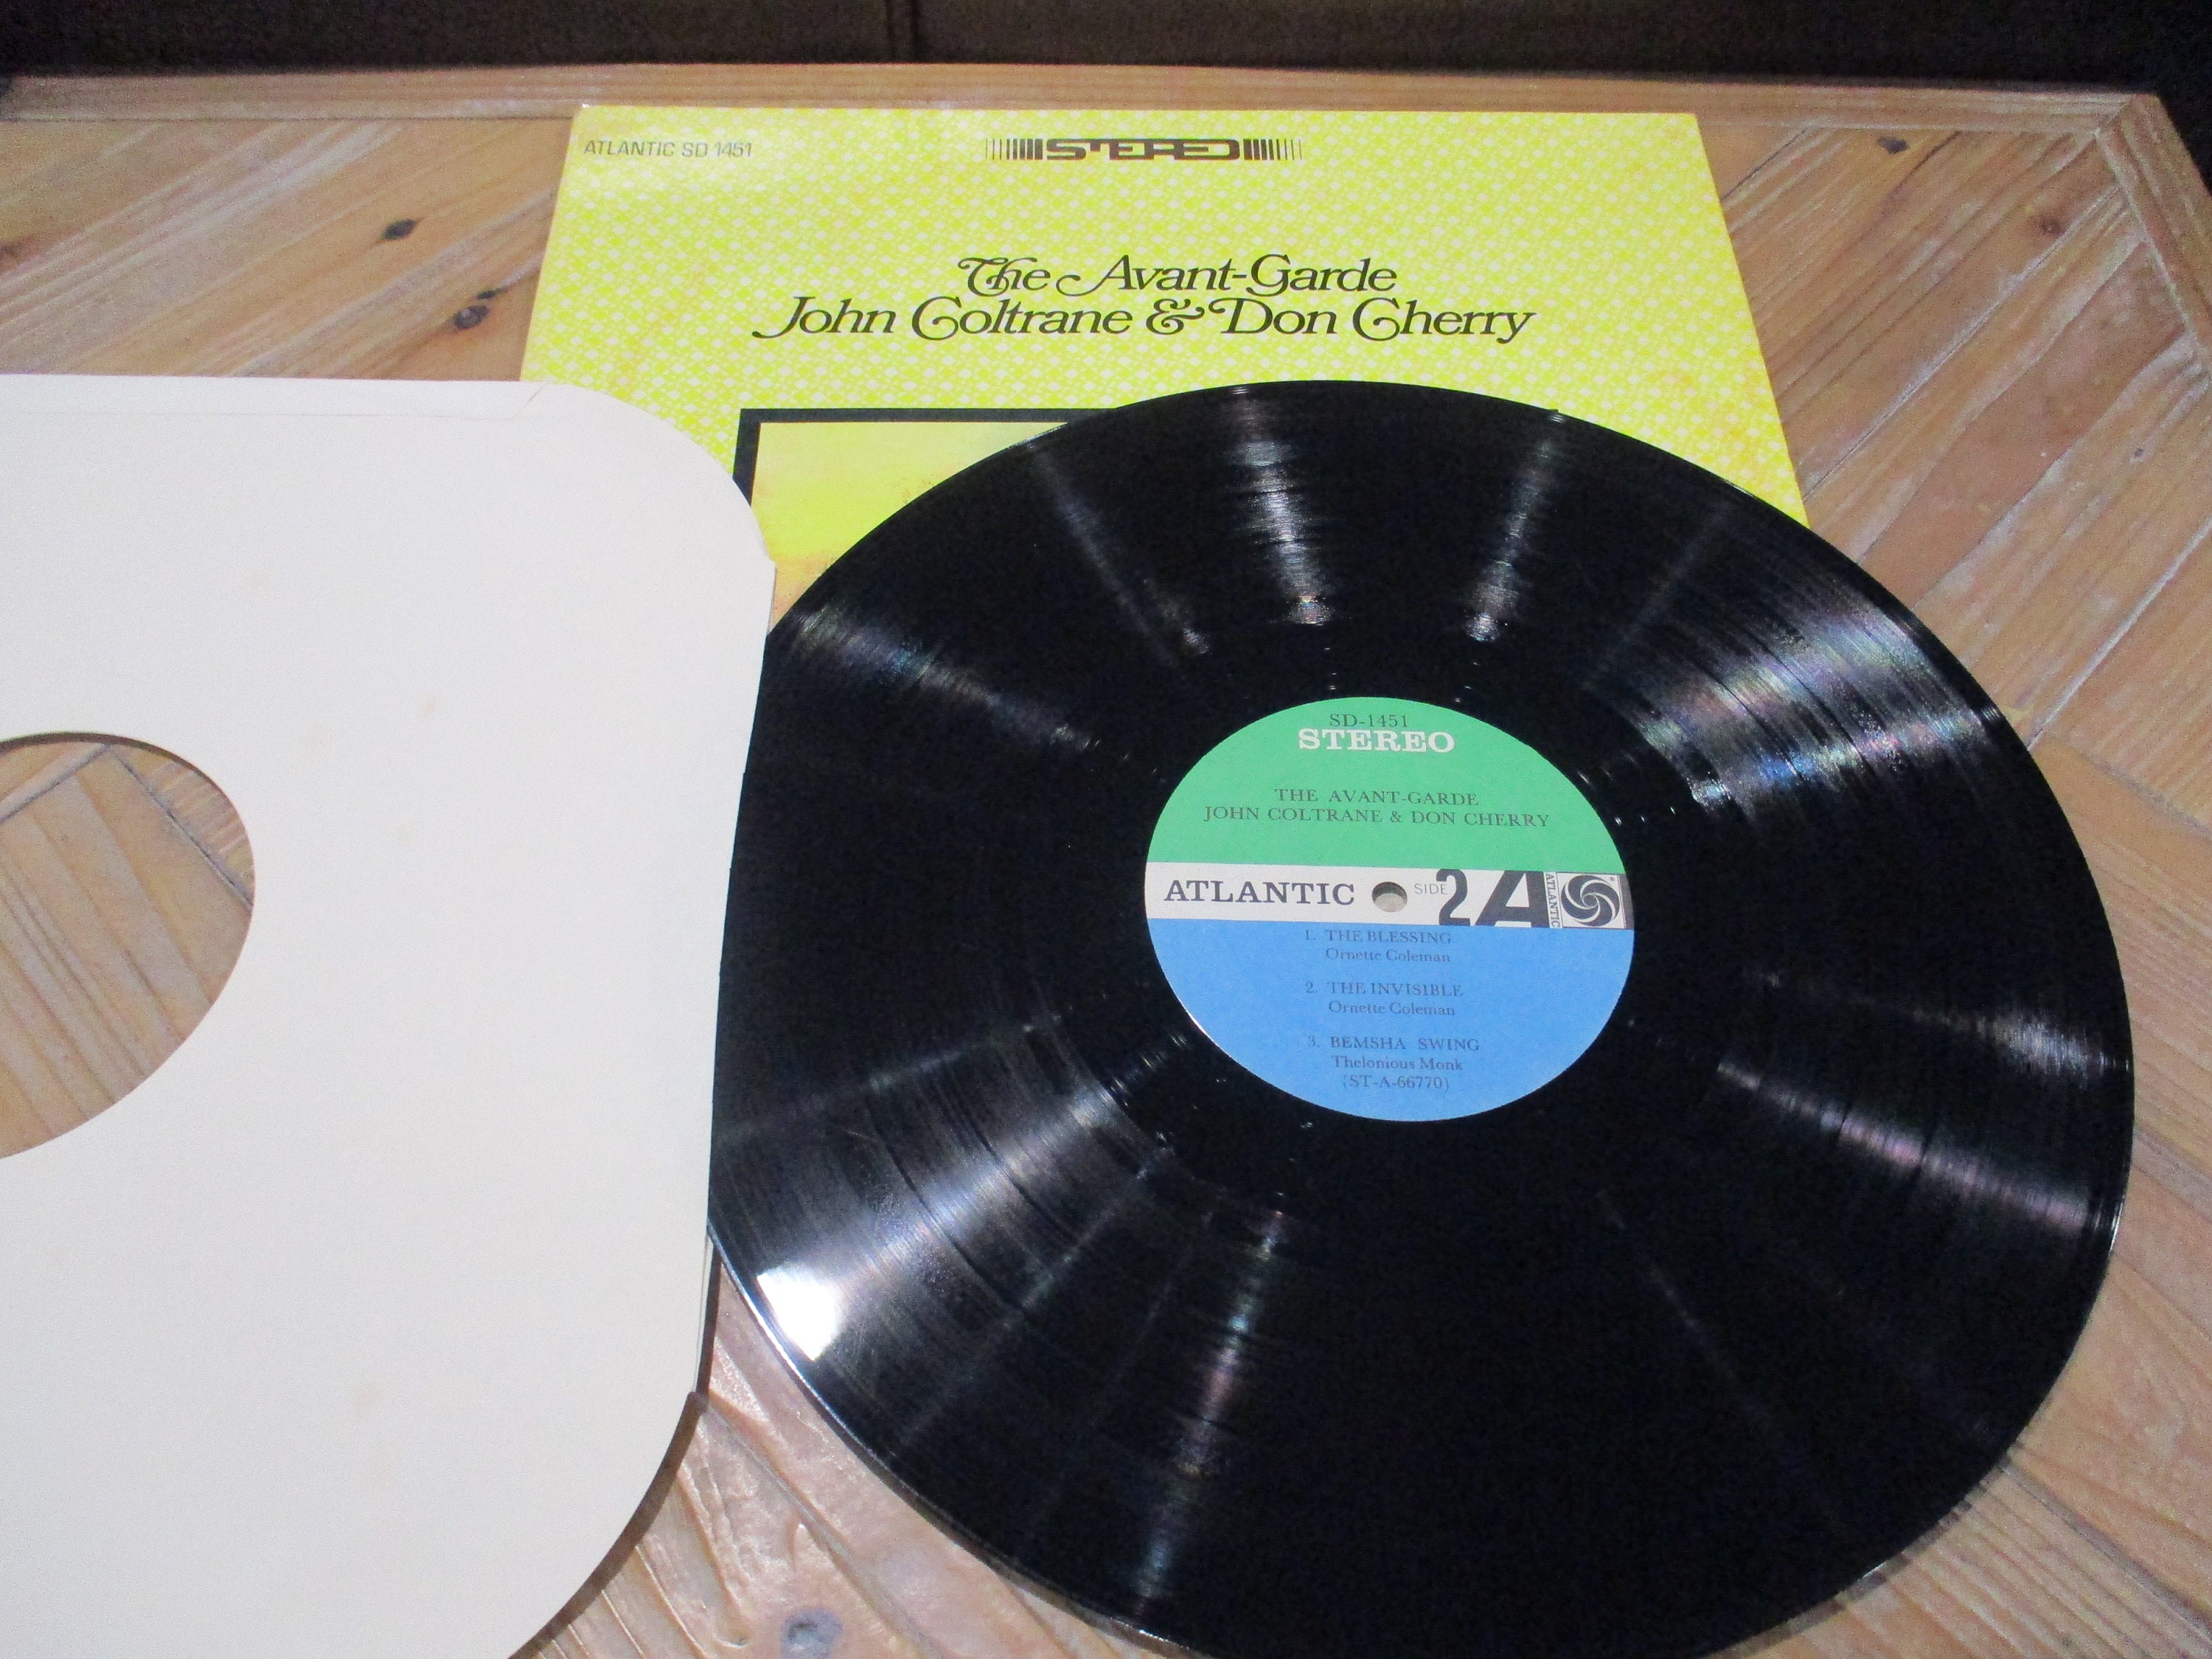 ATLANTIC SD 1451
STEREO
The Avant-Garde
John Coltrane & Don Cherry
SD-1451
STEREO
THE AVANT-GARDE
JOHN COLTRANE & DON CHERRY
ATLANTIC SIDE 2 A ATLANTIC
1. THE BLESSING
Ornette Coleman
2. THE INVISIBLE
Ornette Coleman
3. BEMSHA SWING
Thelonious Monk
(ST-A-66770)